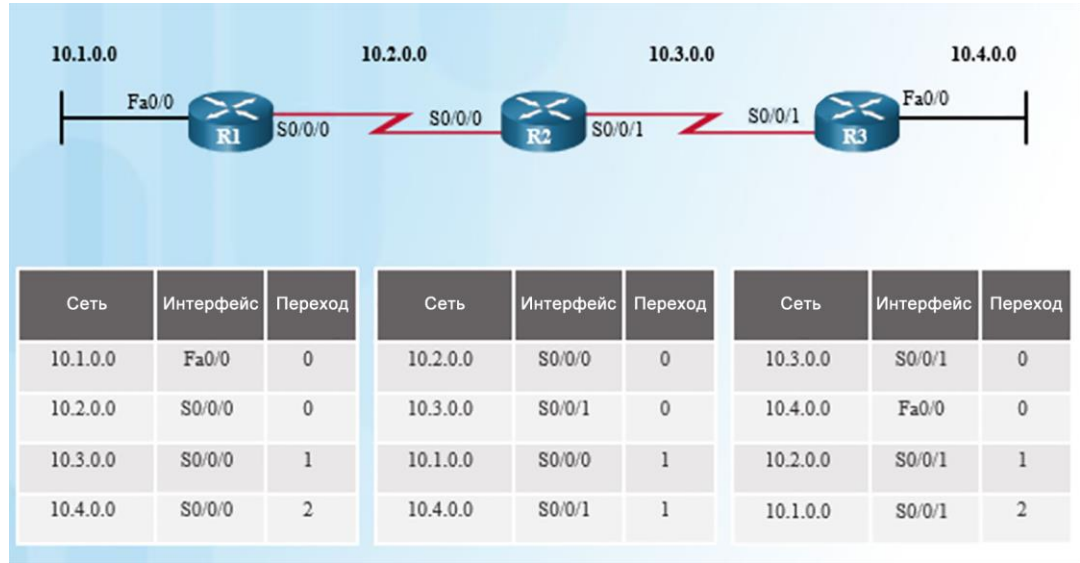 10.1.0.0 10.2.0.0 10.3.0.0 10.4.0.0
Fa0/0 R1 S0/0/0 S0/0/0 R2 S0/0/1 S0/0/1 R3 Fa0/0
Сеть Интерфейс Переход Сеть Интерфейс Переход Сеть Интерфейс Переход
10.1.0.0 Fa0/0 0 10.2.0.0 S0/0/0 0 10.3.0.0 S0/0/1 0
10.2.0.0 S0/0/0 0 10.3.0.0 S0/0/1 0 10.4.0.0 Fa0/0 0
10.3.0.0 S0/0/0 1 10.1.0.0 S0/0/0 1 10.2.0.0 S0/0/1 1
10.4.0.0 S0/0/0 2 10.4.0.0 S0/0/1 1 10.1.0.0 S0/0/1 2